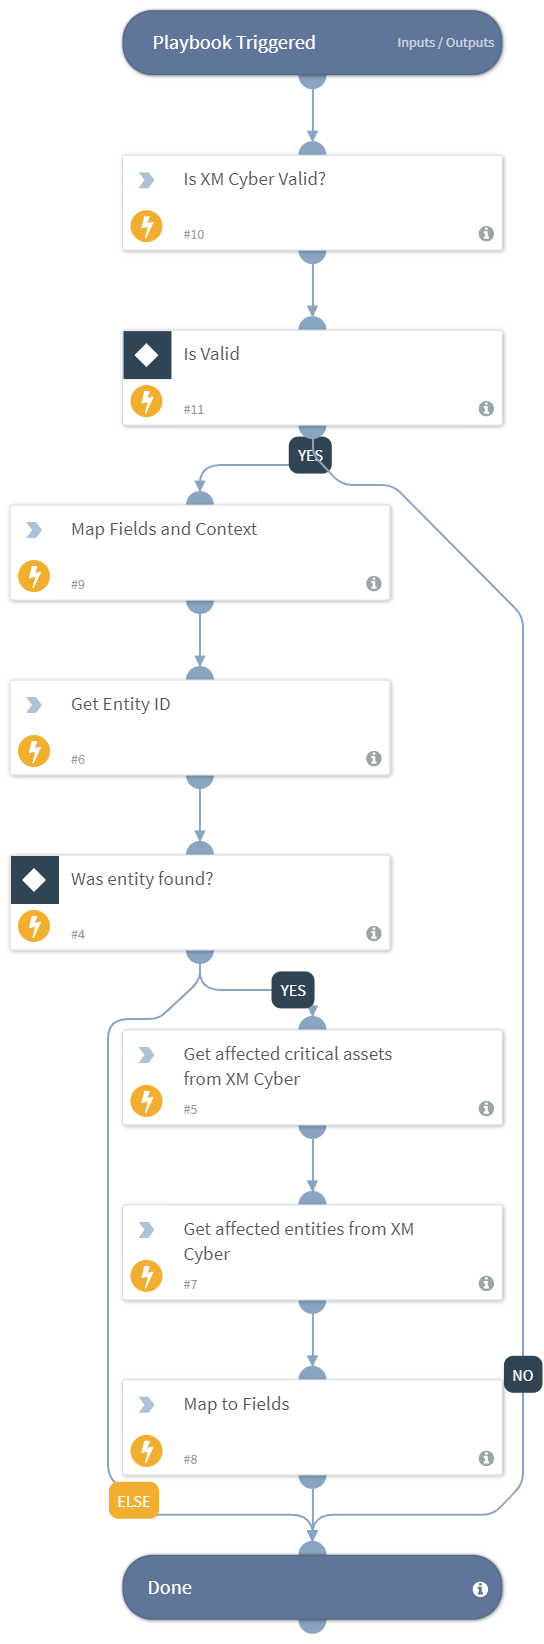 Playbook Triggered
Inputs / Outputs
Is XM Cyber Valid?
#10
Is Valid
#11
YES
Map Fields and Context
#9
Get Entity ID
#6
Was entity found?
#4
YES
Get affected critical assets
from XM Cyber
#5
Get affected entities from XM
Cyber
#7
NO
Map to Fields
#8
ELSE
Done